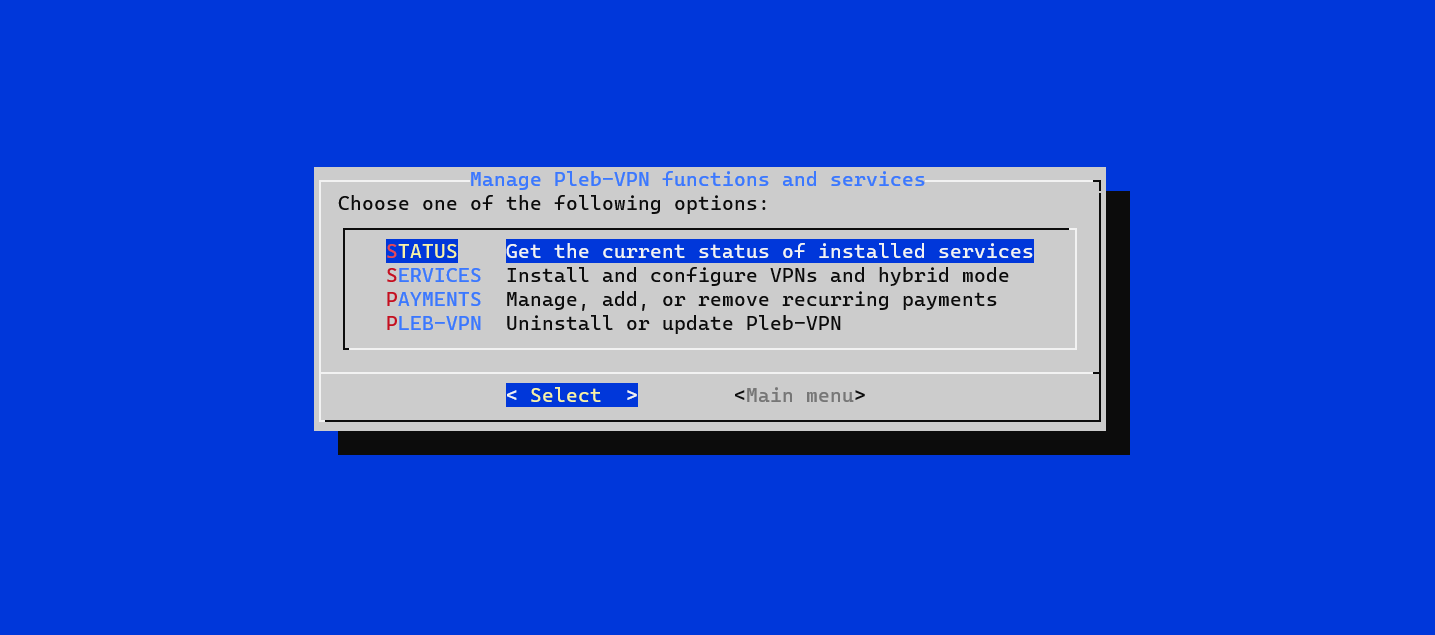 Manage Pleb-VPN functions and services
Choose one of the following options:
STATUS Get the current status of installed services
SERVICES Install and configure VPNs and hybrid mode
PAYMENTS Manage, add, or remove recurring payments
PLEB-VPN Uninstall or update Pleb-VPN
< Select > <Main menu>